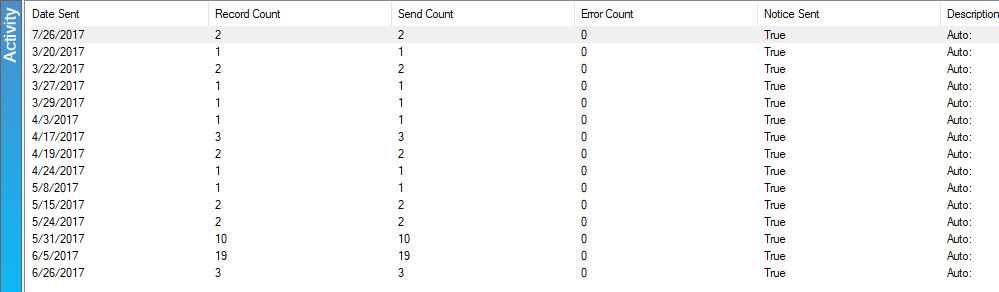 Activity
Date Sent Record Count Send Count Error Count Notice Sent Description
7/26/2017 2 2 0 True Auto:
3/20/2017 1 1 0 True Auto:
3/22/2017 2 2 0 True Auto:
3/27/2017 1 1 0 True Auto:
3/29/2017 1 1 0 True Auto:
4/3/2017 1 1 0 True Auto:
4/17/2017 3 3 0 True Auto:
4/19/2017 2 2 0 True Auto:
4/24/2017 1 1 0 True Auto:
5/8/2017 1 1 0 True Auto:
5/15/2017 2 2 0 True Auto:
5/24/2017 2 2 0 True Auto:
5/31/2017 10 10 0 True Auto:
6/5/2017 19 19 0 True Auto:
6/26/2017 3 3 0 True Auto: